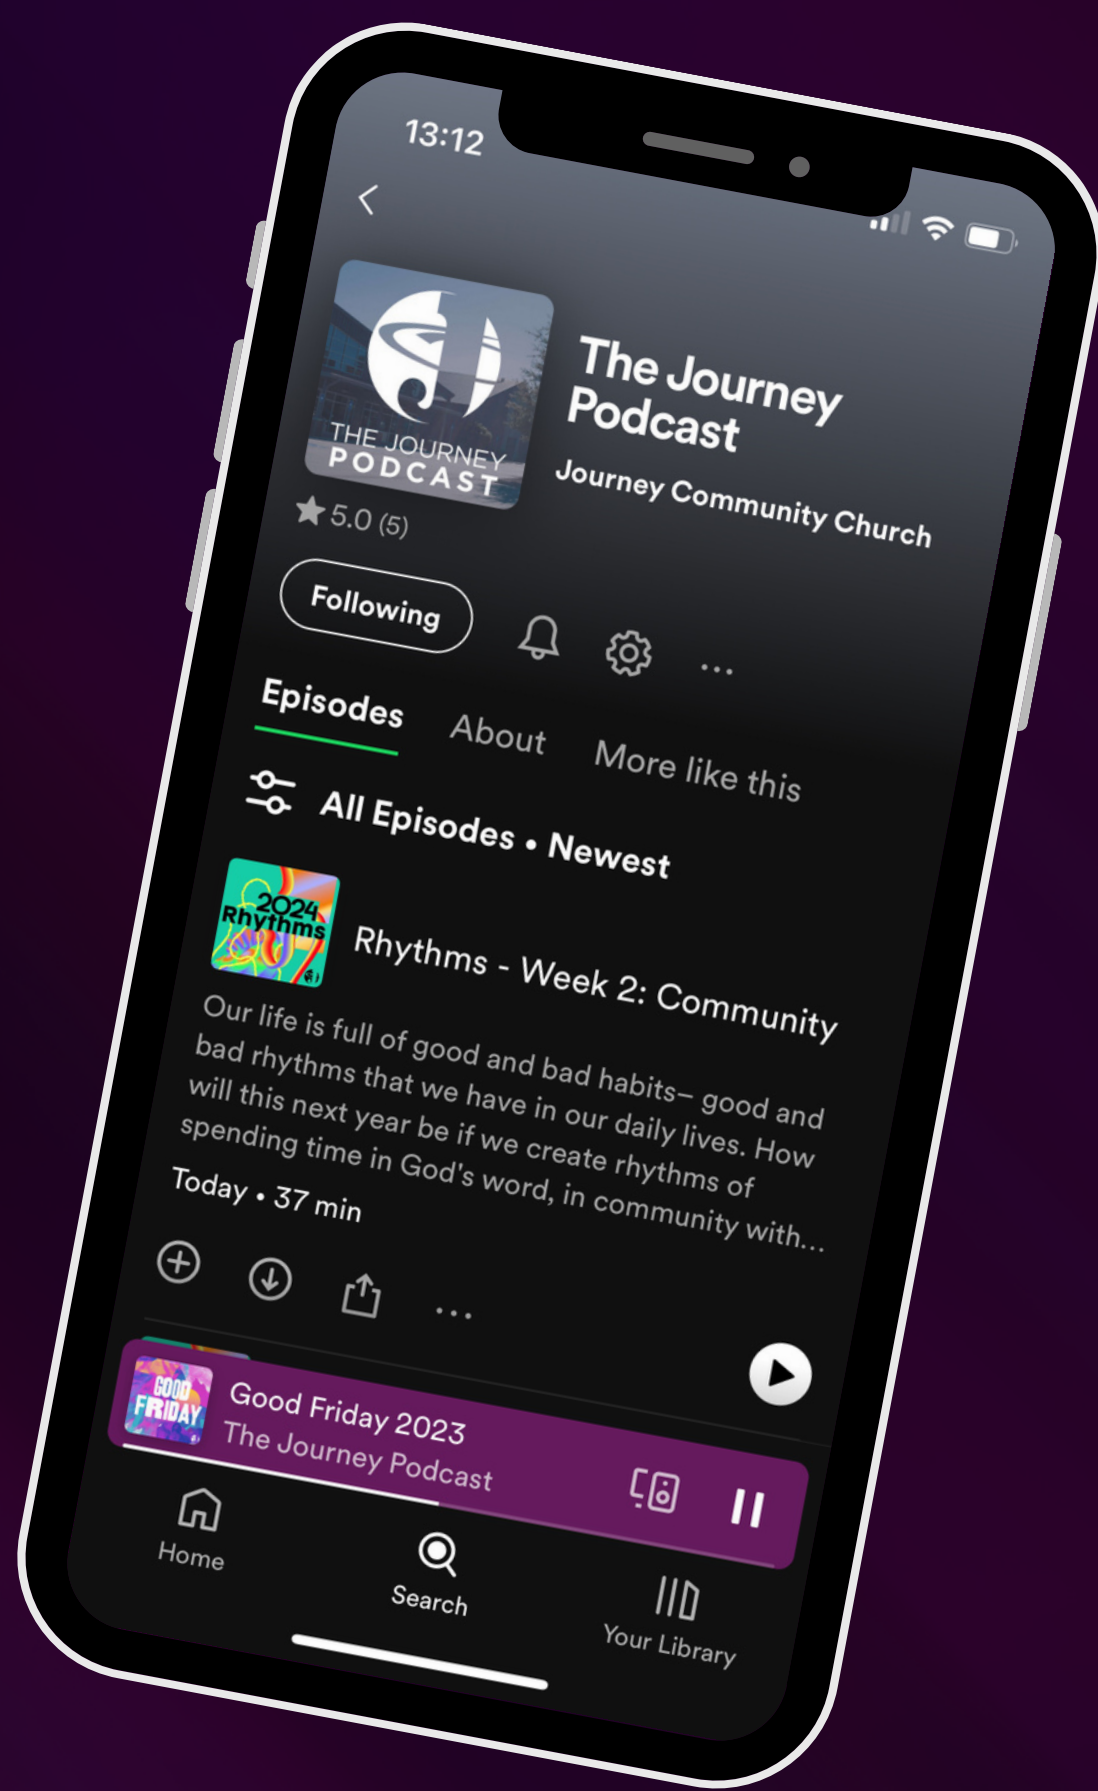 13:12
THE JOURNEY
PODCAST
The Journey
Podcast
Journey Community Church
5.0 (5)
Following
Episodes
About
More like this
All Episodes • Newest
2024
Rhythms
Rhythms - Week 2: Community
Our life is full of good and bad habits– good and
bad rhythms that we have in our daily lives. How
will this next year be if we create rhythms of
spending time in God's word, in community with...
Today • 37 min
GOOD
FRIDAY
Good Friday 2023
The Journey Podcast
Home
Search
Your Library